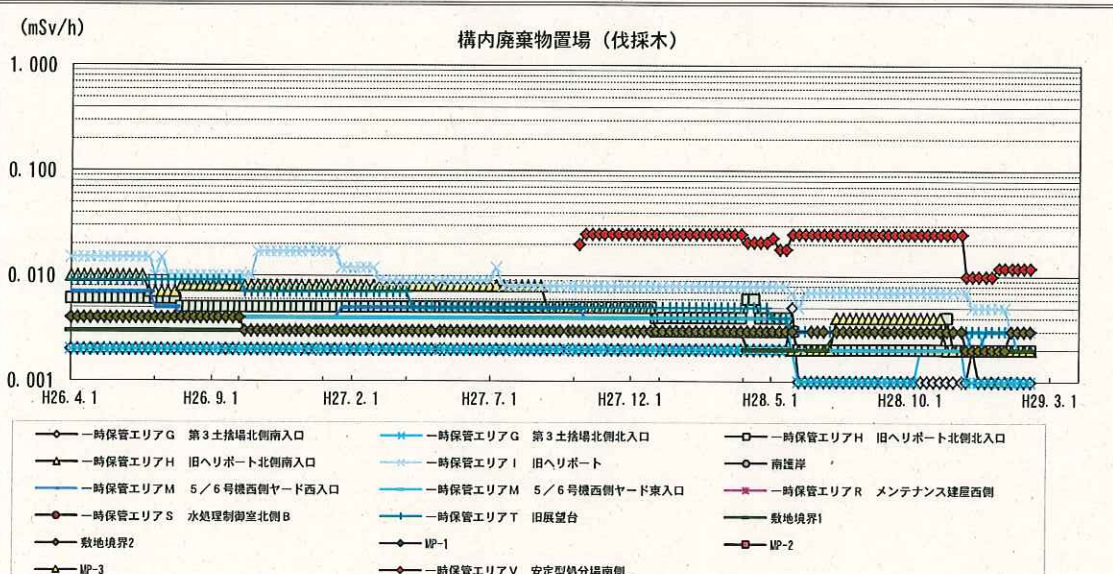 (mSv/h)
構内廃棄物置場（伐採木）
1.000
0.100
0.010
0.001
H26.4.1 H26.9.1 H27.2.1 H27.7.1 H27.12.1 H28.5.1 H28.10.1 H29.3.1
一時保管エリアG 第3土捨場北側南入口 一時保管エリアG 第3土捨場北側北入口 一時保管エリアH 旧ヘリポート北側北入口
一時保管エリアH 旧ヘリポート北側南入口 一時保管エリアI 旧ヘリポート 南護岸
一時保管エリアM 5／6号機西側ヤード西入口 一時保管エリアM 5／6号機西側ヤード東入口 一時保管エリアR メンテナンス建屋西側
一時保管エリアS 水処理制御室北側B 一時保管エリアT 旧展望台 敷地境界1
敷地境界2 MP-1 MP-2
MP-3 一時保管エリアV 安定型処分場南側